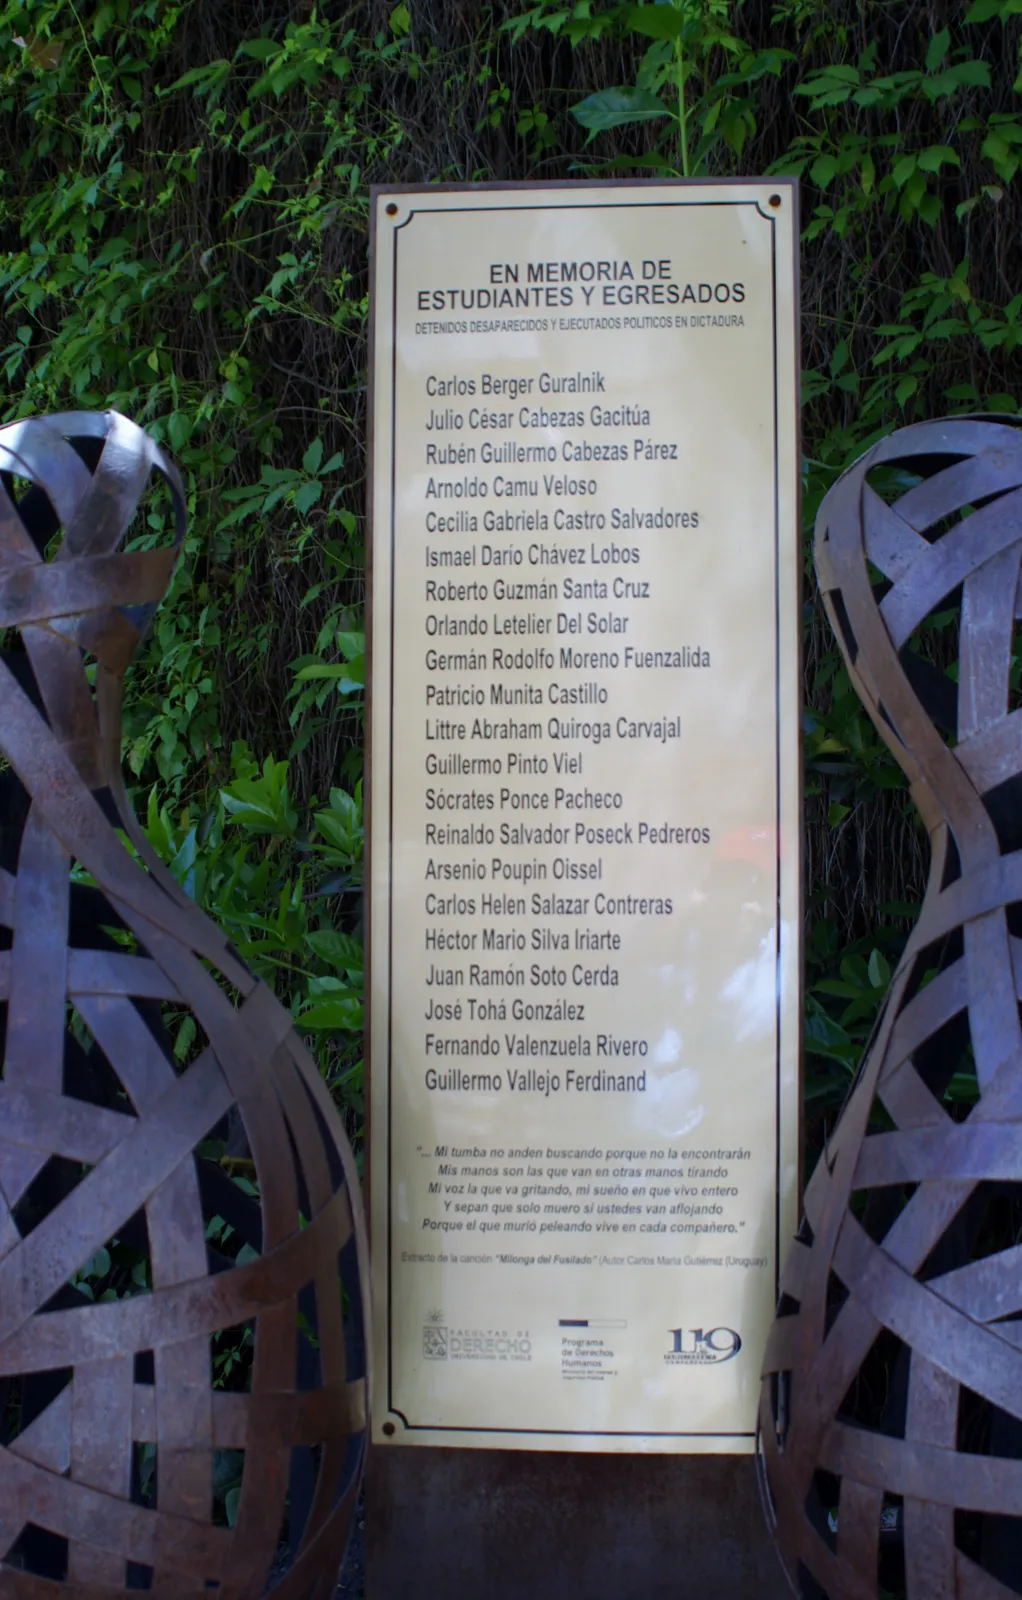 EN MEMORIA DE
ESTUDIANTES Y EGRESADOS
DETENIDOS DESAPARECIDOS Y EJECUTADOS POLITICOS EN DICTADURA
Carlos Berger Guralnik
Julio César Cabezas Gacitúa
Rubén Guillermo Cabezas Párez
Arnoldo Camu Veloso
Cecilia Gabriela Castro Salvadores
Ismael Darío Chávez Lobos
Roberto Guzmán Santa Cruz
Orlando Letelier Del Solar
Germán Rodolfo Moreno Fuenzalida
Patricio Munita Castillo
Littre Abraham Quiroga Carvajal
Guillermo Pinto Viel
Sócrates Ponce Pacheco
Reinaldo Salvador Poseck Pedreros
Arsenio Poupin Oissel
Carlos Helen Salazar Contreras
Héctor Mario Silva Iriarte
Juan Ramón Soto Cerda
José Tohá González
Fernando Valenzuela Rivero
Guillermo Vallejo Ferdinand
"... Mi tumba no anden buscando porque no la encontrarán
Mis manos son las que van en otras manos tirando
Mi voz la que va gritando, mi sueño en que vivo entero
Y sepan que solo muero si ustedes van aflojando
Porque el que murió peleando vive en cada compañero."
Extracto de la canción "Milonga del Fusilado" (Autor Carlos María Gutiérrez (Uruguay)
FACULTAD DE
DERECHO
UNIVERSIDAD DE CHILE
Programa
de Derechos
Humanos
119